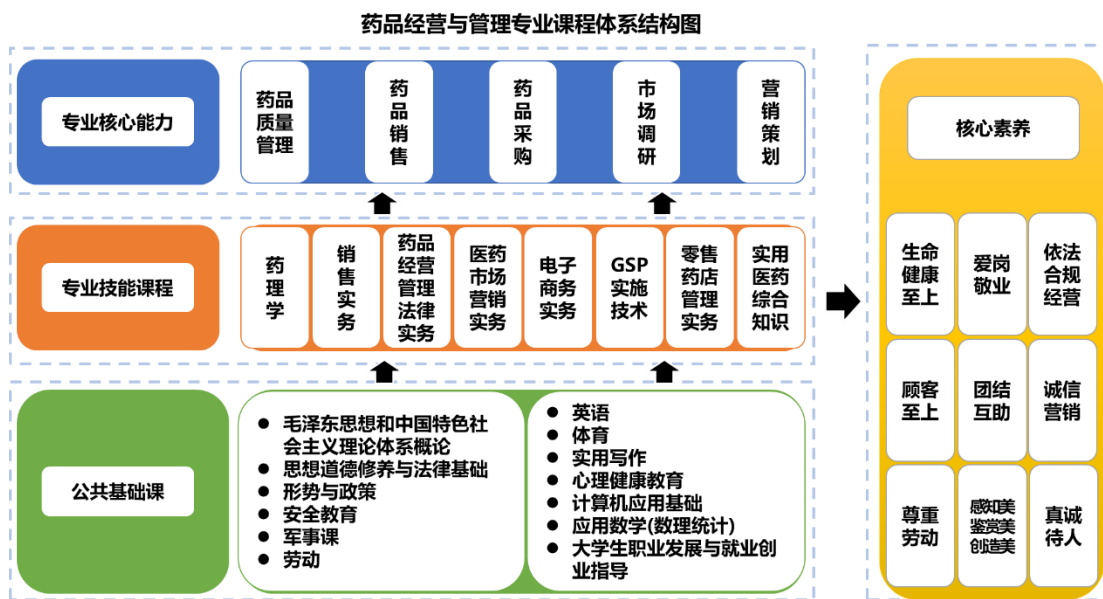 药品经营与管理专业课程体系结构图
专业核心能力
药品
质量
管理
药
品
销
售
药
品
采
购
市
场
调
研
营
销
策
划
专业技能课程
药
理
学
销
售
实
务
药品
经营
管理
法律
实务
医药
市场
营销
实务
电子
商务
实务
GSP
实施
技术
零售
药店
管理
实务
实用
医药
综合
知识
公共基础课
● 毛泽东思想和中国特色社
会主义理论体系概论
● 思想道德修养与法律基础
● 形势与政策
● 安全教育
● 军事课
● 劳动
● 英语
● 体育
● 实用写作
● 心理健康教育
● 计算机应用基础
● 应用数学(数理统计)
● 大学生职业发展与就业创
业指导
核心素养
生命
健康
至上
爱岗
敬业
依法
合规
经营
顾客
至上
团结
互助
诚信
营销
尊重
劳动
感知美
鉴赏美
创造美
真诚
待人